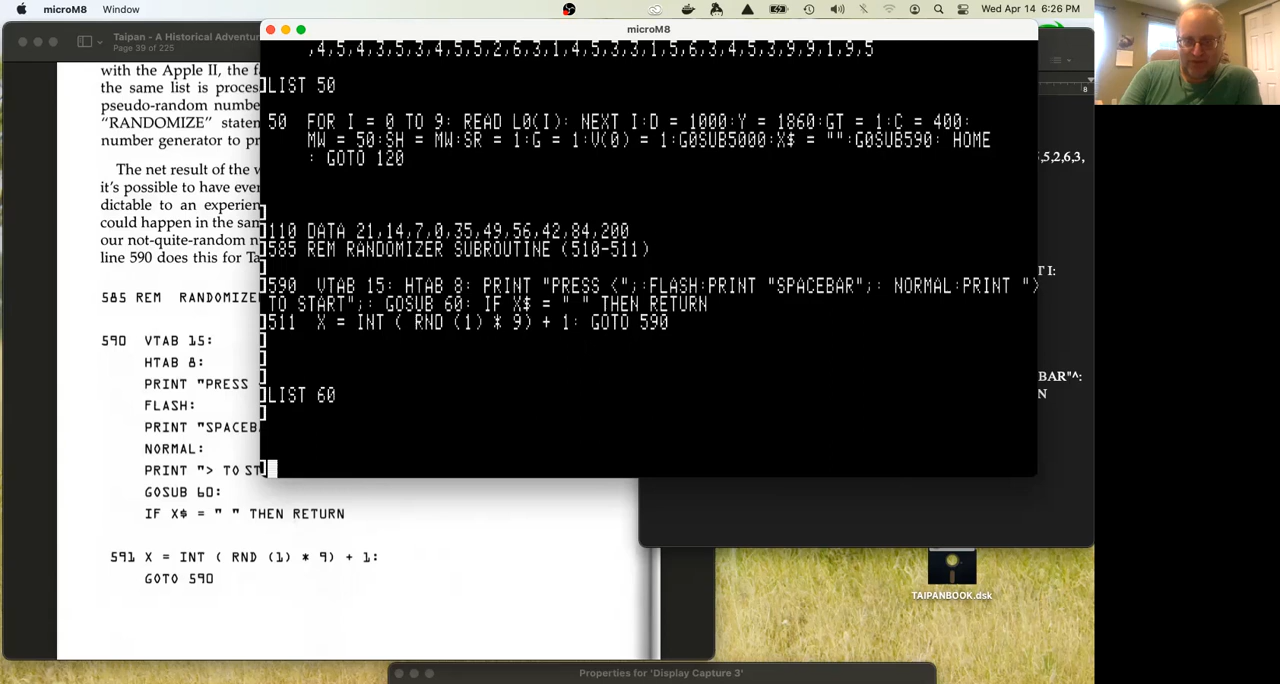 microM8 Window
Wed Apr 14 6:26 PM
Taipan - A Historical Adventu
Page 39 of 225
microM8
with the Apple II, the f
the same list is proces
pseudo-random numbe
"RANDOMIZE" statem
number generator to pr
The net result of the v
it's possible to have ever
dictable to an experien
could happen in the sam
our not-quite-random n
line 590 does this for Ta
585 REM RANDOMIZE
590 VTAB 15:
HTAB 8:
PRINT "PRESS
FLASH:
PRINT "SPACEBA
NORMAL:
PRINT "> TO ST
GOSUB 60:
IF X$ = " " THEN RETURN
591 X = INT ( RND (1) * 9) + 1:
GOTO 590
,4,5,4,3,5,3,4,5,5,2,6,3,1,4,5,3,3,1,5,6,3,4,5,3,9,9,1,9,5
]LIST 50
50 FOR I = 0 TO 9: READ L0(I): NEXT I:D = 1000:Y = 1860:GT = 1:C = 400:
MW = 50:SH = MW:SR = 1:G = 1:V(0) = 1:GOSUB5000:X$ = "":GOSUB590: HOME
: GOTO 120
]
]110 DATA 21,14,7,0,35,49,56,42,84,200
]585 REM RANDOMIZER SUBROUTINE (510-511)
]
]590 VTAB 15: HTAB 8: PRINT "PRESS <";:FLASH:PRINT "SPACEBAR";: NORMAL:PRINT ">
TO START";: GOSUB 60: IF X$ = " " THEN RETURN
]511 X = INT ( RND (1) * 9) + 1: GOTO 590
]
]
]
]LIST 60
]
]
8
,5,2,6,3,
T I:
BAR"^:
N
TAIPANBOOK.dsk
Properties for 'Display Capture 3'